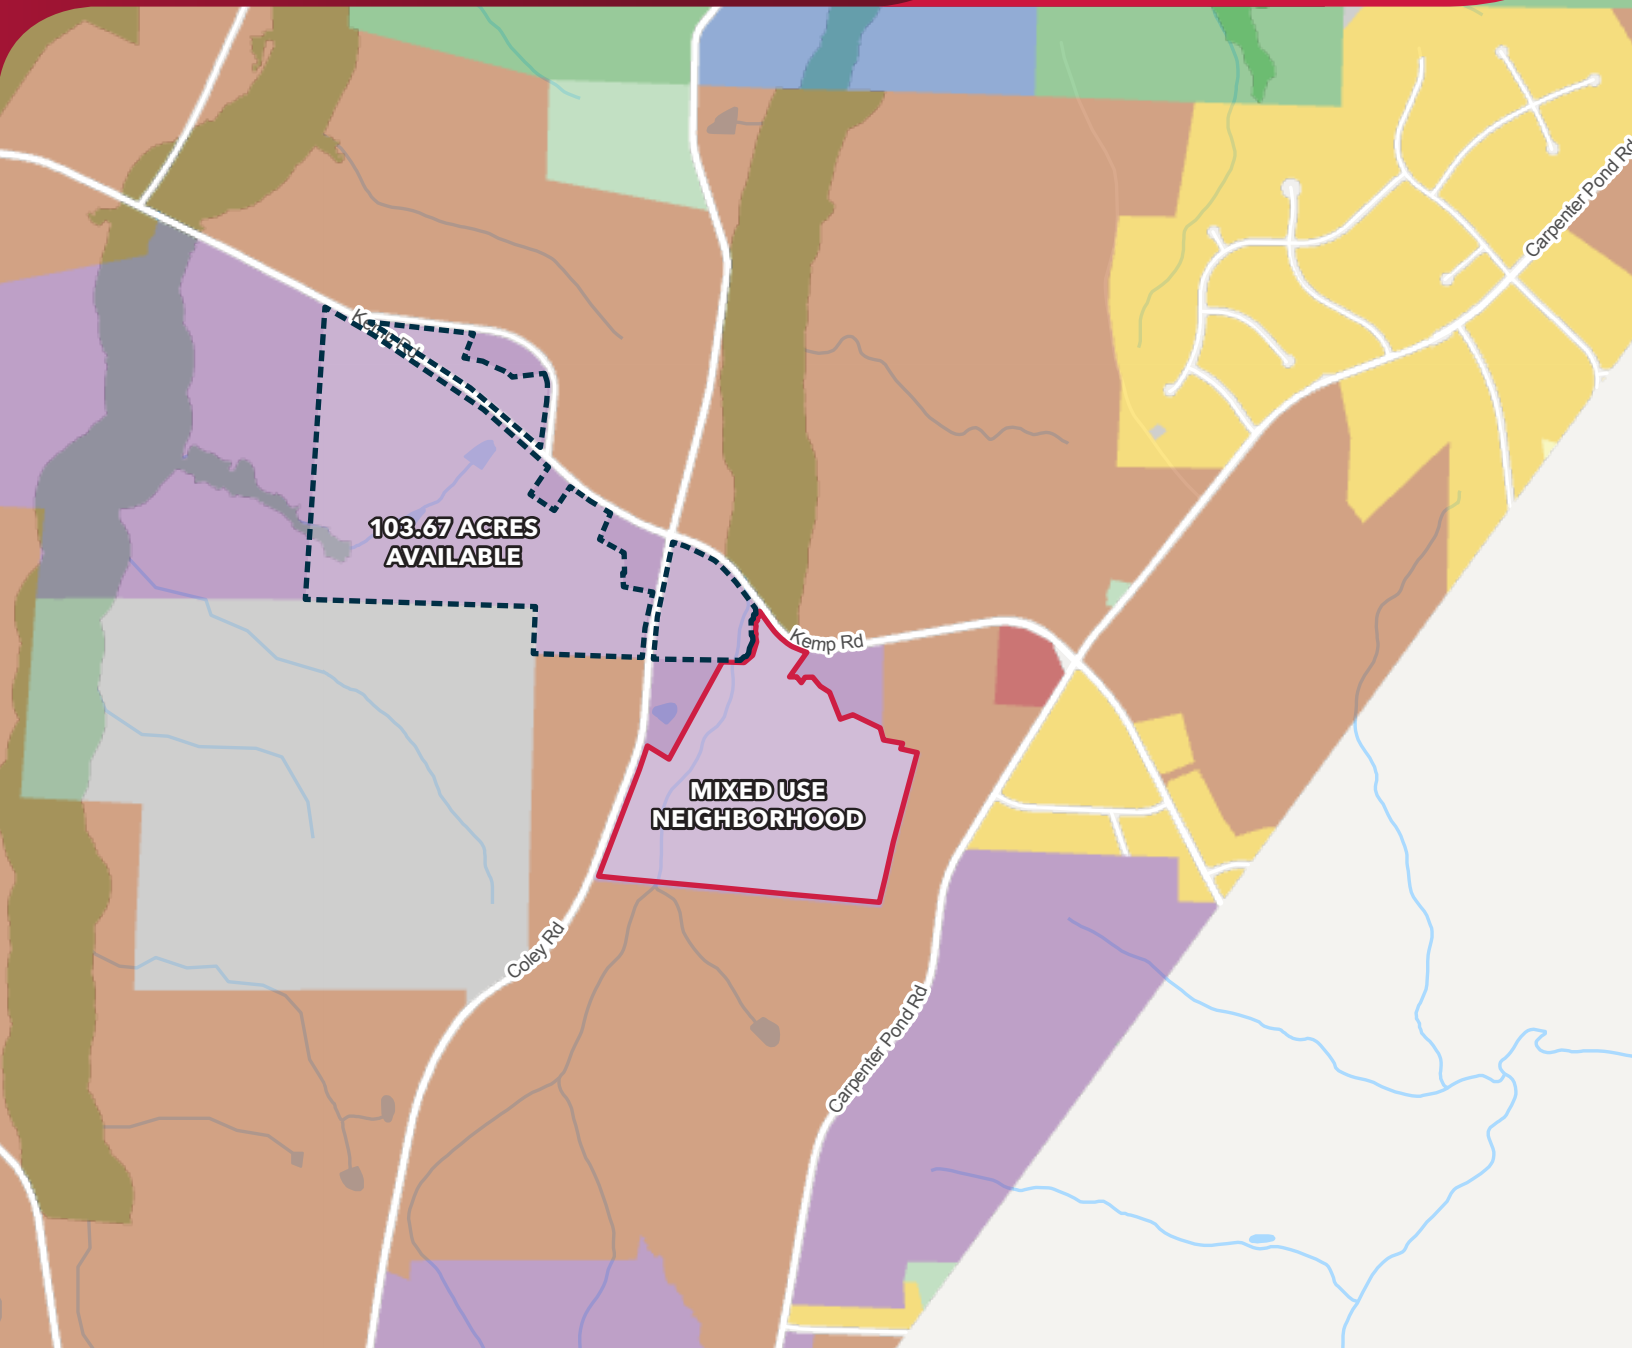 Carpenter Pond Rd
Kemp Rd
103.67 ACRES
AVAILABLE
Kemp Rd
MIXED USE
NEIGHBORHOOD
Coley Rd
Carpenter Pond Rd